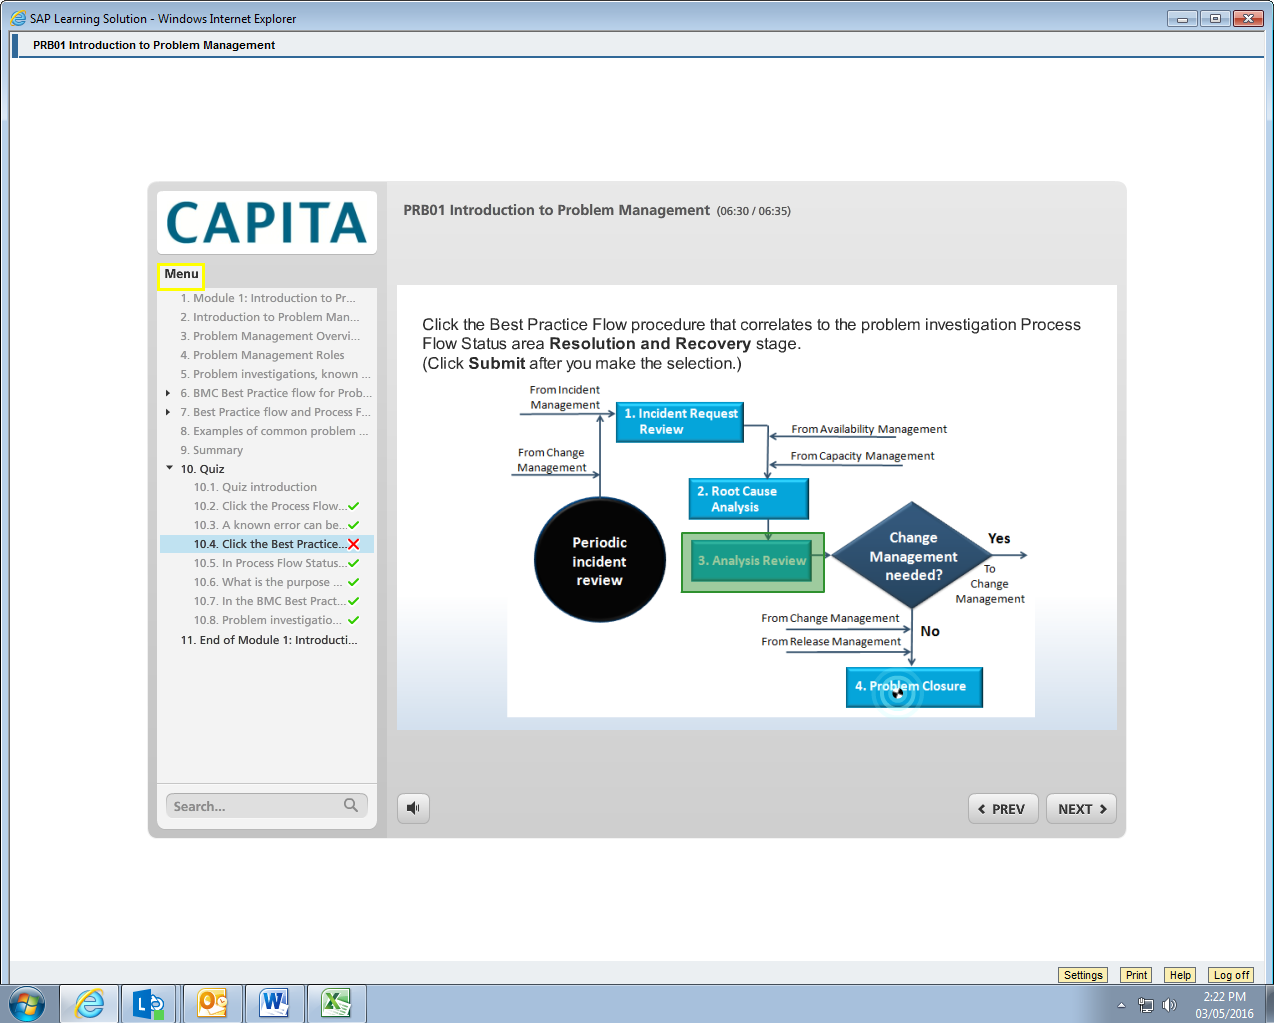 SAP Learning Solution - Windows Internet Explorer
PRB01 Introduction to Problem Management
CAPITA
PRB01 Introduction to Problem Management (06:30 / 06:35)
Menu
1. Module 1: Introduction to Pr...
2. Introduction to Problem Man...
3. Problem Management Overvi...
4. Problem Management Roles
5. Problem investigations, known ...
6. BMC Best Practice flow for Prob...
7. Best Practice flow and Process F...
8. Examples of common problem ...
9. Summary
10. Quiz
10.1. Quiz introduction
10.2. Click the Process Flow...
10.3. A known error can be...
10.4. Click the Best Practice...
10.5. In Process Flow Status...
10.6. What is the purpose ...
10.7. In the BMC Best Pract...
10.8. Problem investigatio...
11. End of Module 1: Introducti...
Search...
Click the Best Practice Flow procedure that correlates to the problem investigation Process
Flow Status area Resolution and Recovery stage.
(Click Submit after you make the selection.)
From Incident
Management
1. Incident Request
Review
From Availability Management
From Change
Management
From Capacity Management
2. Root Cause
Analysis
Periodic
incident
review
3. Analysis Review
Change
Management
needed?
Yes
To
Change
Management
From Change Management
No
From Release Management
4. Problem Closure
PREV
NEXT
Settings
Print
Help
Log off
2:22 PM
03/05/2016